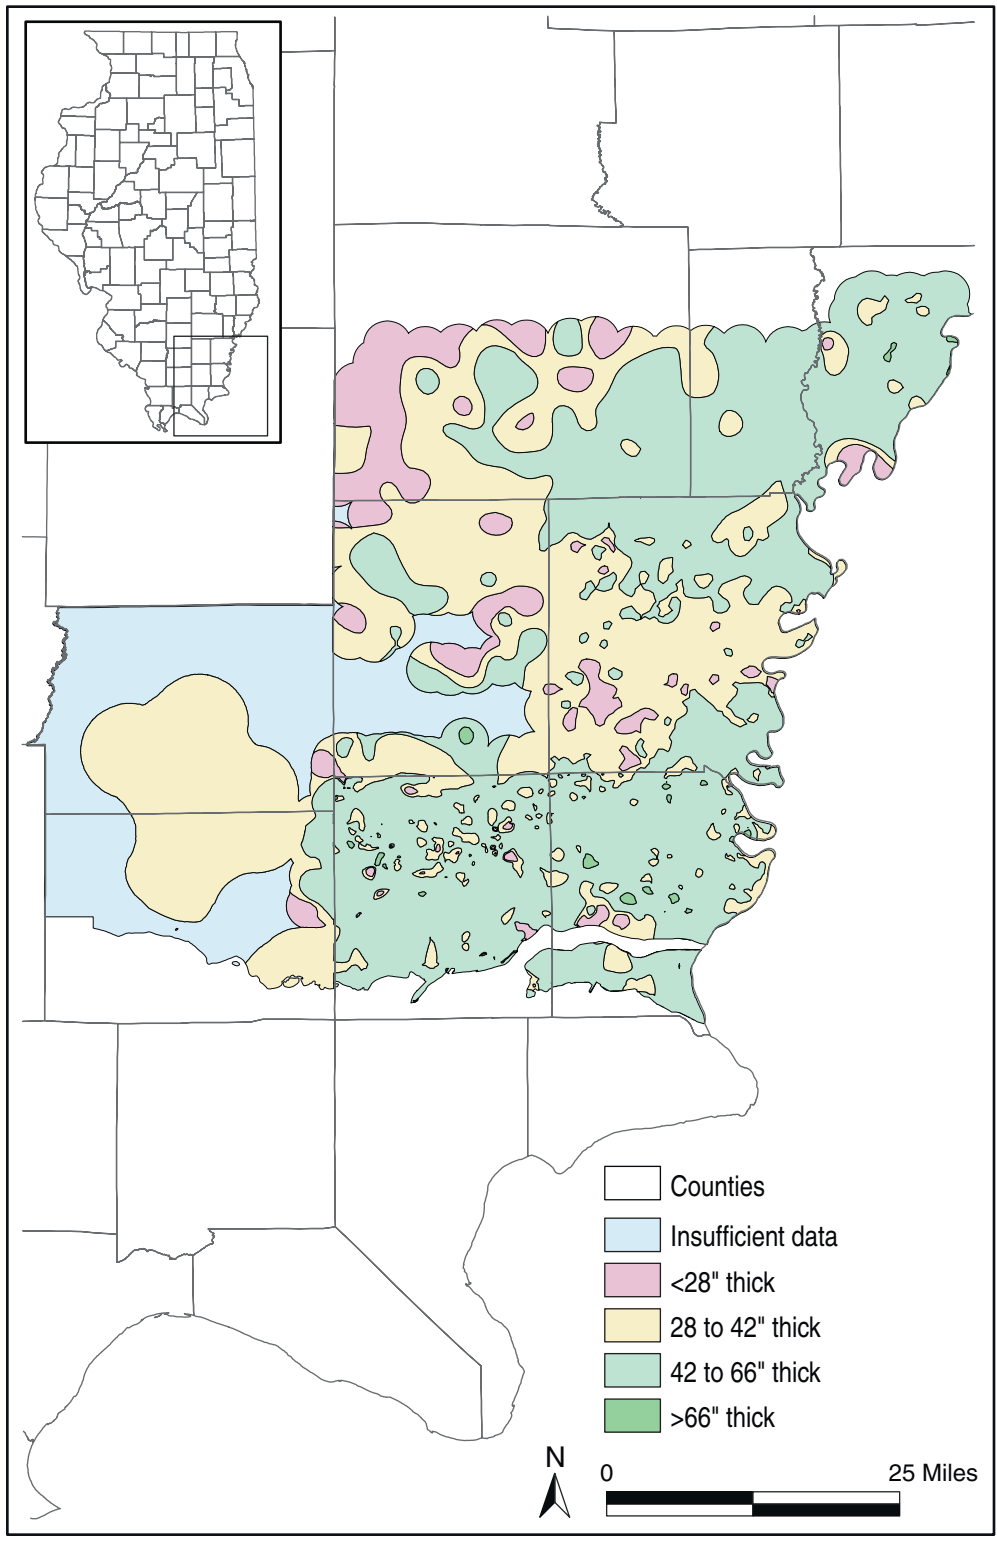 Counties
Insufficient data
<28" thick
28 to 42" thick
42 to 66" thick
>66" thick
N
0
25 Miles